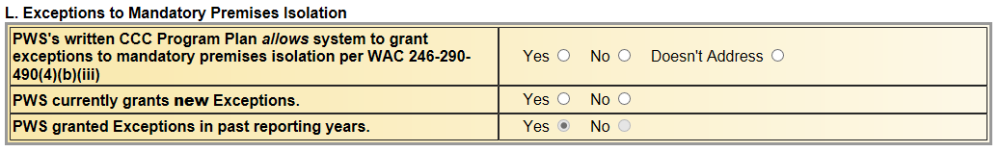 L. Exceptions to Mandatory Premises Isolation
PWS's written CCC Program Plan allows system to grant
exceptions to mandatory premises isolation per WAC 246-290-
490(4)(b)(iii)
Yes No Doesn't Address
PWS currently grants new Exceptions.
Yes No
PWS granted Exceptions in past reporting years.
Yes No